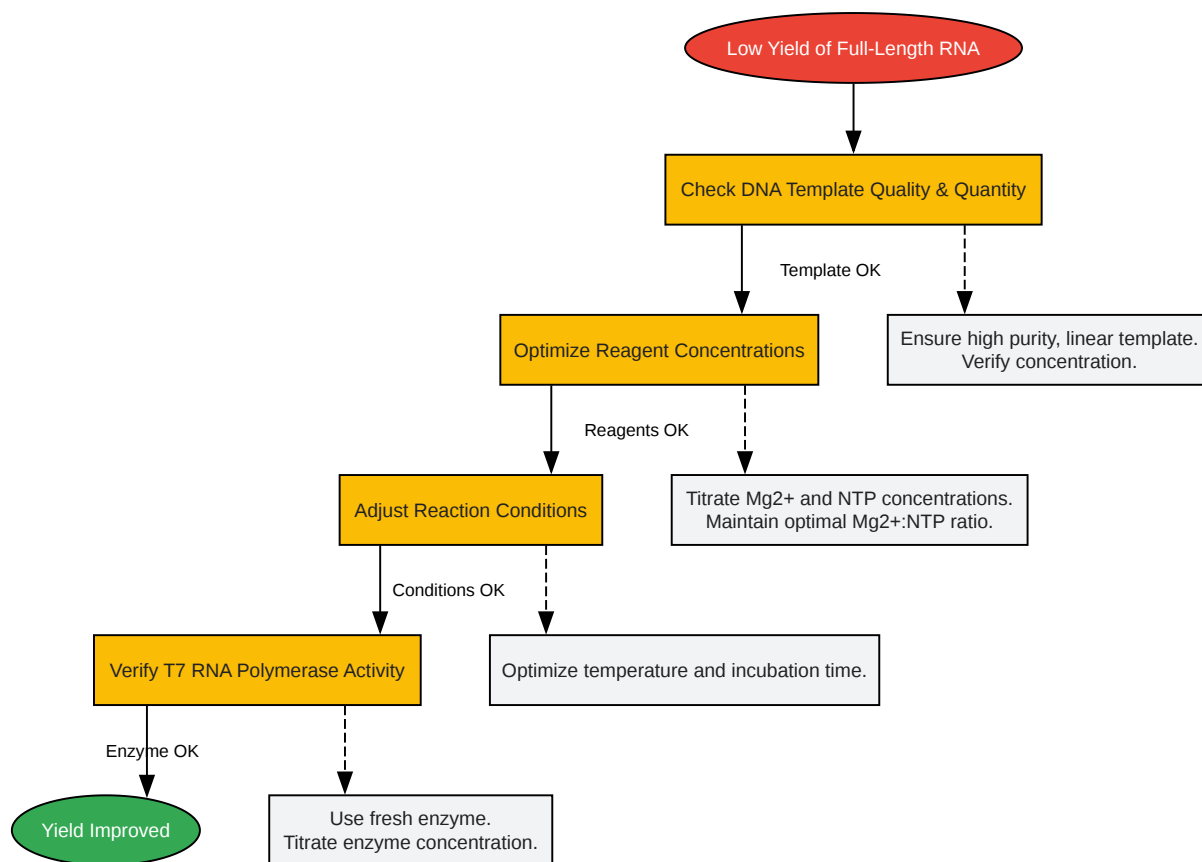 Low Yield of Full-Length RNA
Check DNA Template Quality & Quantity
Template OK
Optimize Reagent Concentrations
Ensure high purity, linear template.
Verify concentration.
Reagents OK
Adjust Reaction Conditions
Titrate Mg2+ and NTP concentrations.
Maintain optimal Mg2+:NTP ratio.
Conditions OK
Verify T7 RNA Polymerase Activity
Optimize temperature and incubation time.
Enzyme OK
Yield Improved
Use fresh enzyme.
Titrate enzyme concentration.